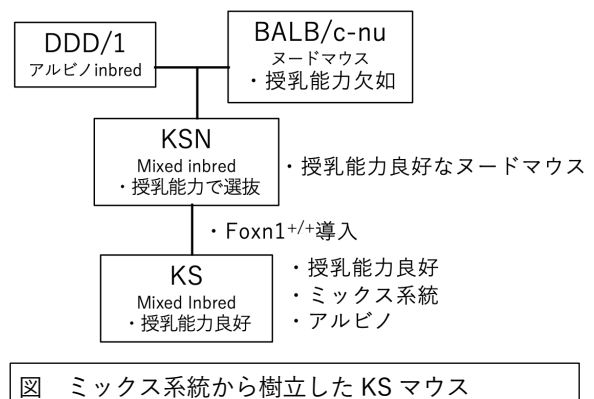 DDD/1
アルビノinbred
BALB/c-nu
ヌードマウス
・授乳能力欠如
KSN
Mixed inbred
・授乳能力で選抜
・授乳能力良好なヌードマウス
・Foxn1+/+導入
KS
Mixed Inbred
・授乳能力良好
・授乳能力良好
・ミックス系統
・アルビノ
図　ミックス系統から樹立した KS マウス